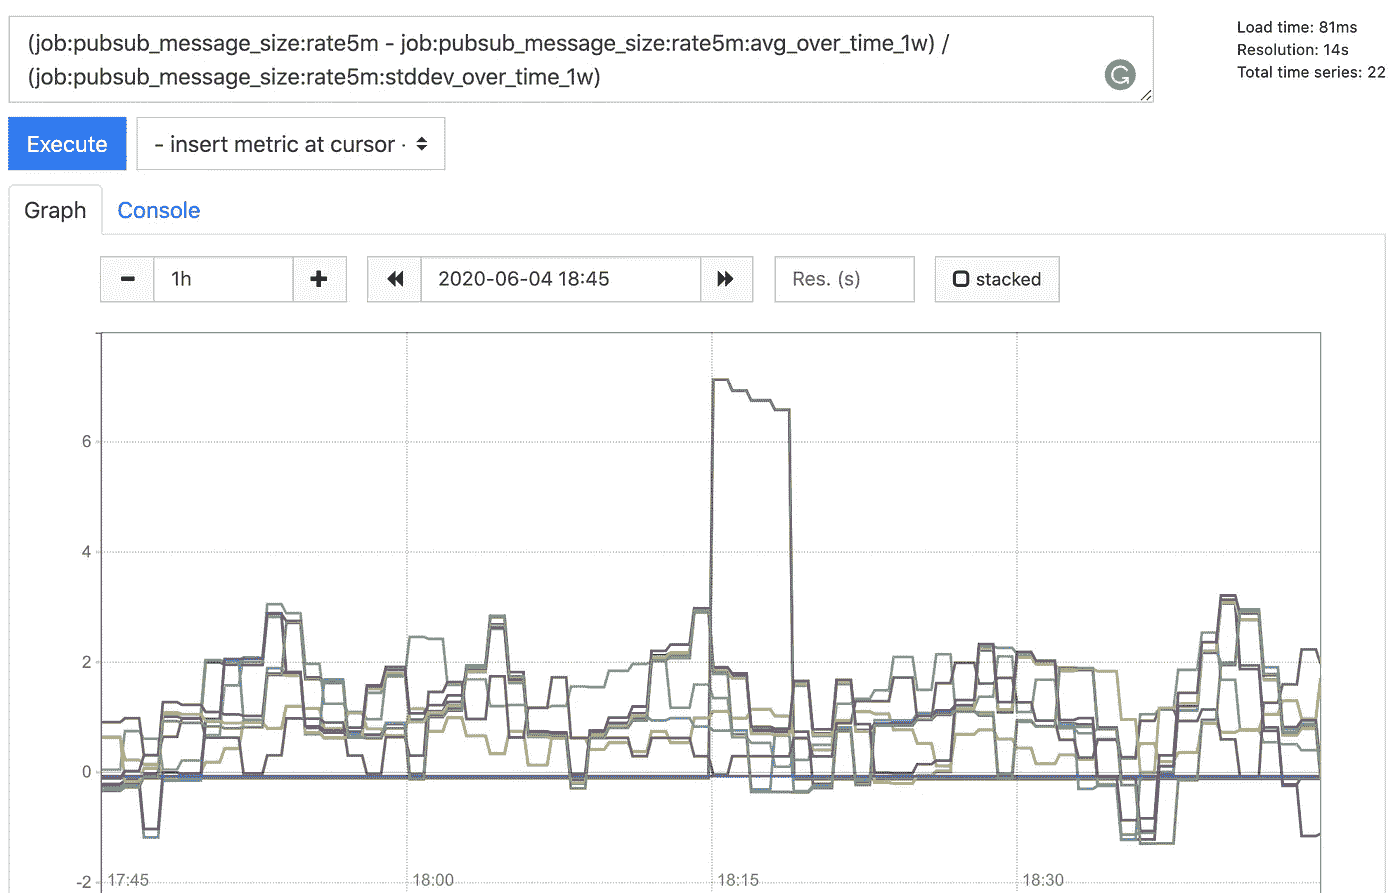 (job:pubsub_message_size:rate5m - job:pubsub_message_size:rate5m:avg_over_time_1w) /
(job:pubsub_message_size:rate5m:stddev_over_time_1w)
G
Load time: 81ms
Resolution: 14s
Total time series: 22
Execute
- insert metric at cursor ·
Graph
Console
1h
2020-06-04 18:45
Res. (s)
stacked
6
4
2
0
-2
17:45
18:00
18:15
18:30